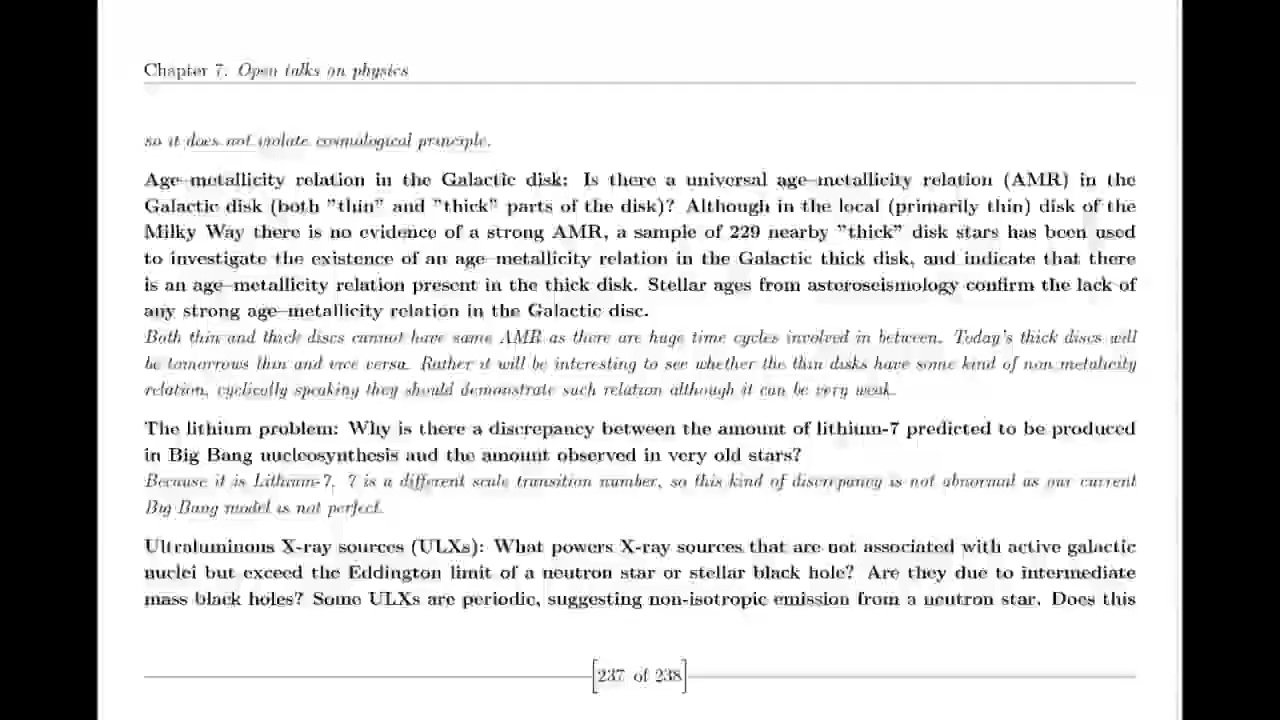 Chapter 7. Open talks on physics
so it does not violate cosmological principle.
Age–metallicity relation in the Galactic disk: Is there a universal age–metallicity relation (AMR) in the
Galactic disk (both "thin" and "thick" parts of the disk)? Although in the local (primarily thin) disk of the
Milky Way there is no evidence of a strong AMR, a sample of 229 nearby "thick" disk stars has been used
to investigate the existence of an age–metallicity relation in the Galactic thick disk, and indicate that there
is an age–metallicity relation present in the thick disk. Stellar ages from asteroseismology confirm the lack of
any strong age–metallicity relation in the Galactic disc.
Both thin and thick discs cannot have same AMR as there are huge time cycles involved in between. Today's thick discs will
be tomorrows thin and vice versa. Rather it will be interesting to see whether the thin disks have some kind of non metalicity
relation, cyclically speaking they should demonstrate such relation although it can be very weak.
The lithium problem: Why is there a discrepancy between the amount of lithium-7 predicted to be produced
in Big Bang nucleosynthesis and the amount observed in very old stars?
Because it is Lithium-7, 7 is a different scale transition number, so this kind of discrepancy is not abnormal as our current
Big Bang model is not perfect.
Ultraluminous X-ray sources (ULXs): What powers X-ray sources that are not associated with active galactic
nuclei but exceed the Eddington limit of a neutron star or stellar black hole? Are they due to intermediate
mass black holes? Some ULXs are periodic, suggesting non-isotropic emission from a neutron star. Does this
[237 of 238]